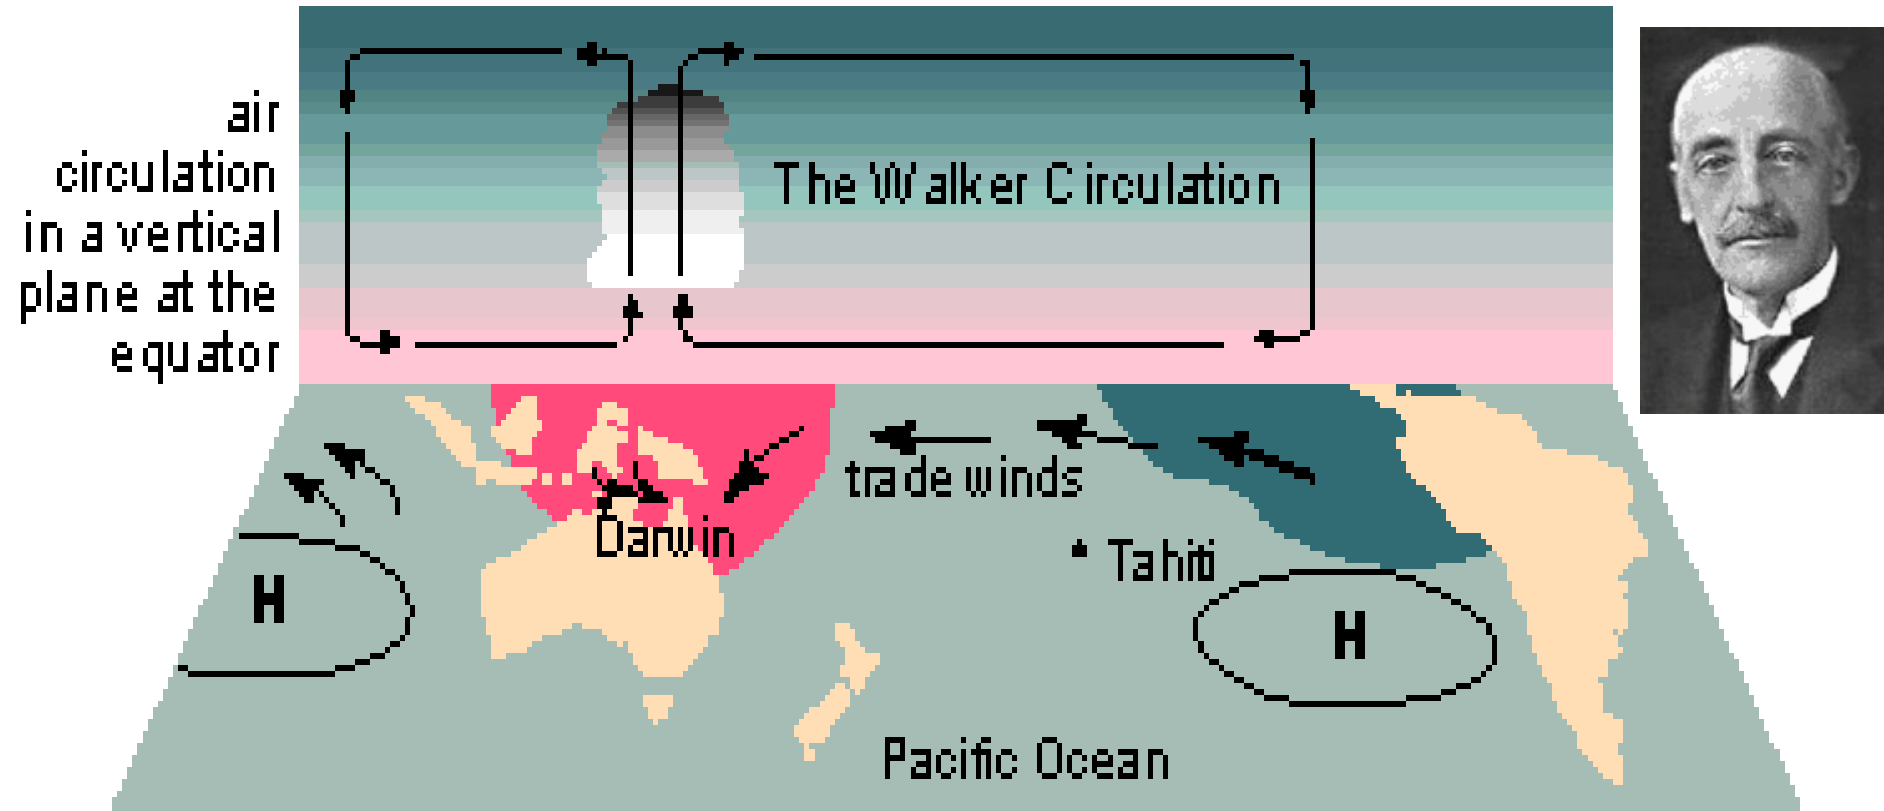 air
circulation
in a vertical
plane at the
equator
The Walker Circulation
trade winds
Darwin
Tahiti
H
H
Pacific Ocean